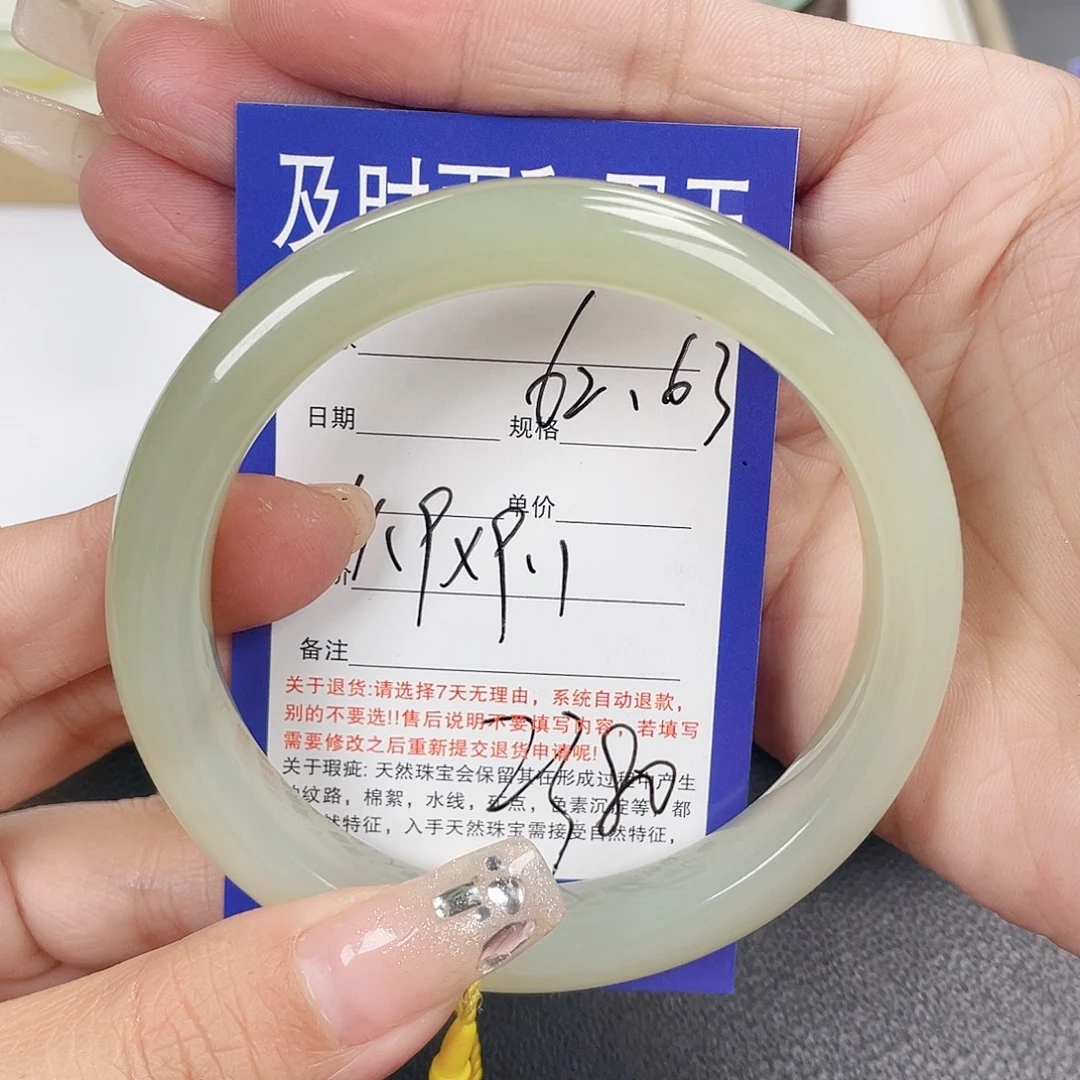 及时
62、63
日期 规格
单价
9X9.1
备注
关于退货:请选择7天无理由，系统自动退款，
别的不要选!!售后说明不要填写内容，若填写
需要修改之后重新提交退货申请呢!
2380
关于瑕疵: 天然珠宝会保留其在形成过程中产生
纹路，棉絮，水线，矿点，色素沉淀等，都
然特征，入手天然珠宝需接受自然特征，